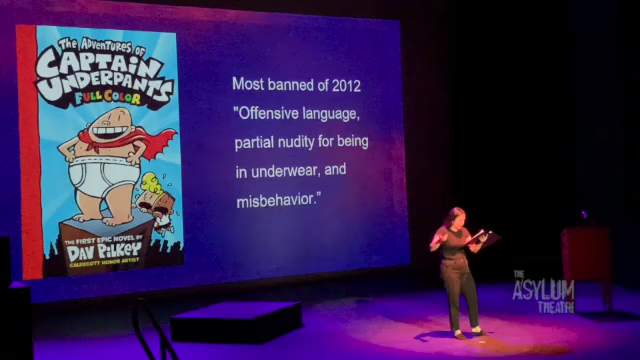 THE ADVENTURES OF
CAPTAIN
UNDERPANTS
FULL COLOR
THE FIRST EPIC NOVEL BY
DAV PILKEY
CALDECOTT HONOR ARTIST
Most banned of 2012
"Offensive language,
partial nudity for being
in underwear, and
misbehavior."
THE
ASYLUM
THEATRE